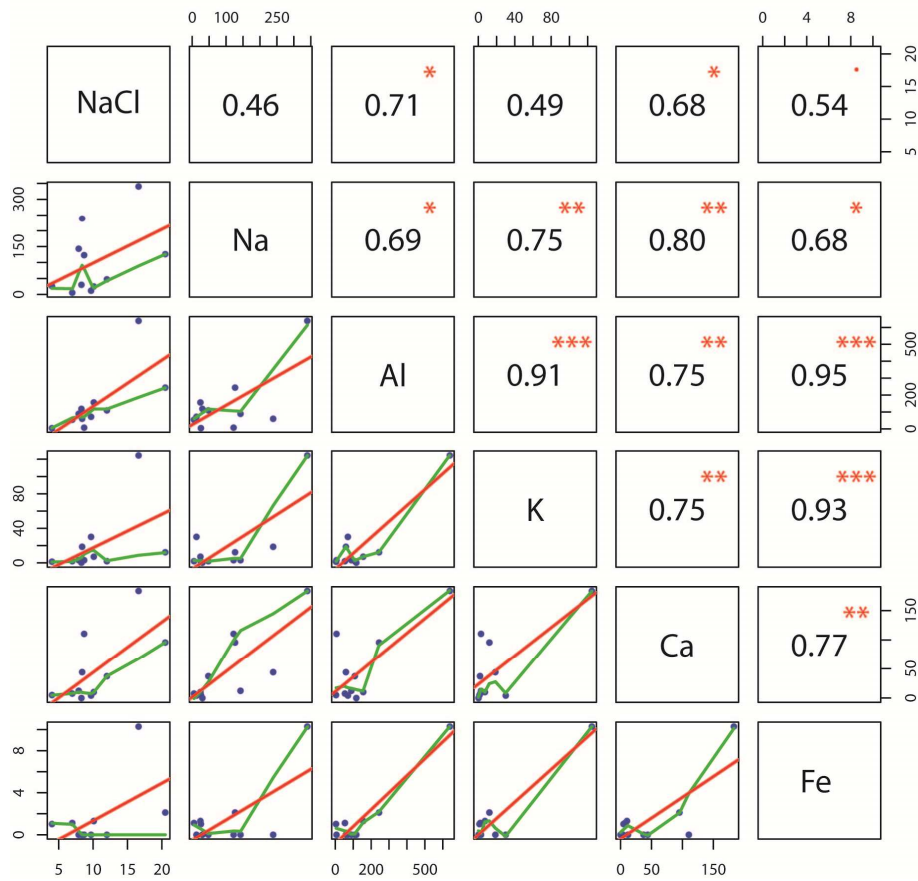 0 100 250 0 40 80 0 4 8
NaCl 0.46 0.71 * 0.49 0.68 * 0.54 . 5 10 15 20
0 150 300 Na 0.69 * 0.75 ** 0.80 ** 0.68 *
Al 0.91 *** 0.75 ** 0.95 *** 0 200 500
0 40 80 K 0.75 ** 0.93 ***
Ca 0.77 ** 0 50 150
0 4 8 Fe
5 10 15 20 0 200 500 0 50 150